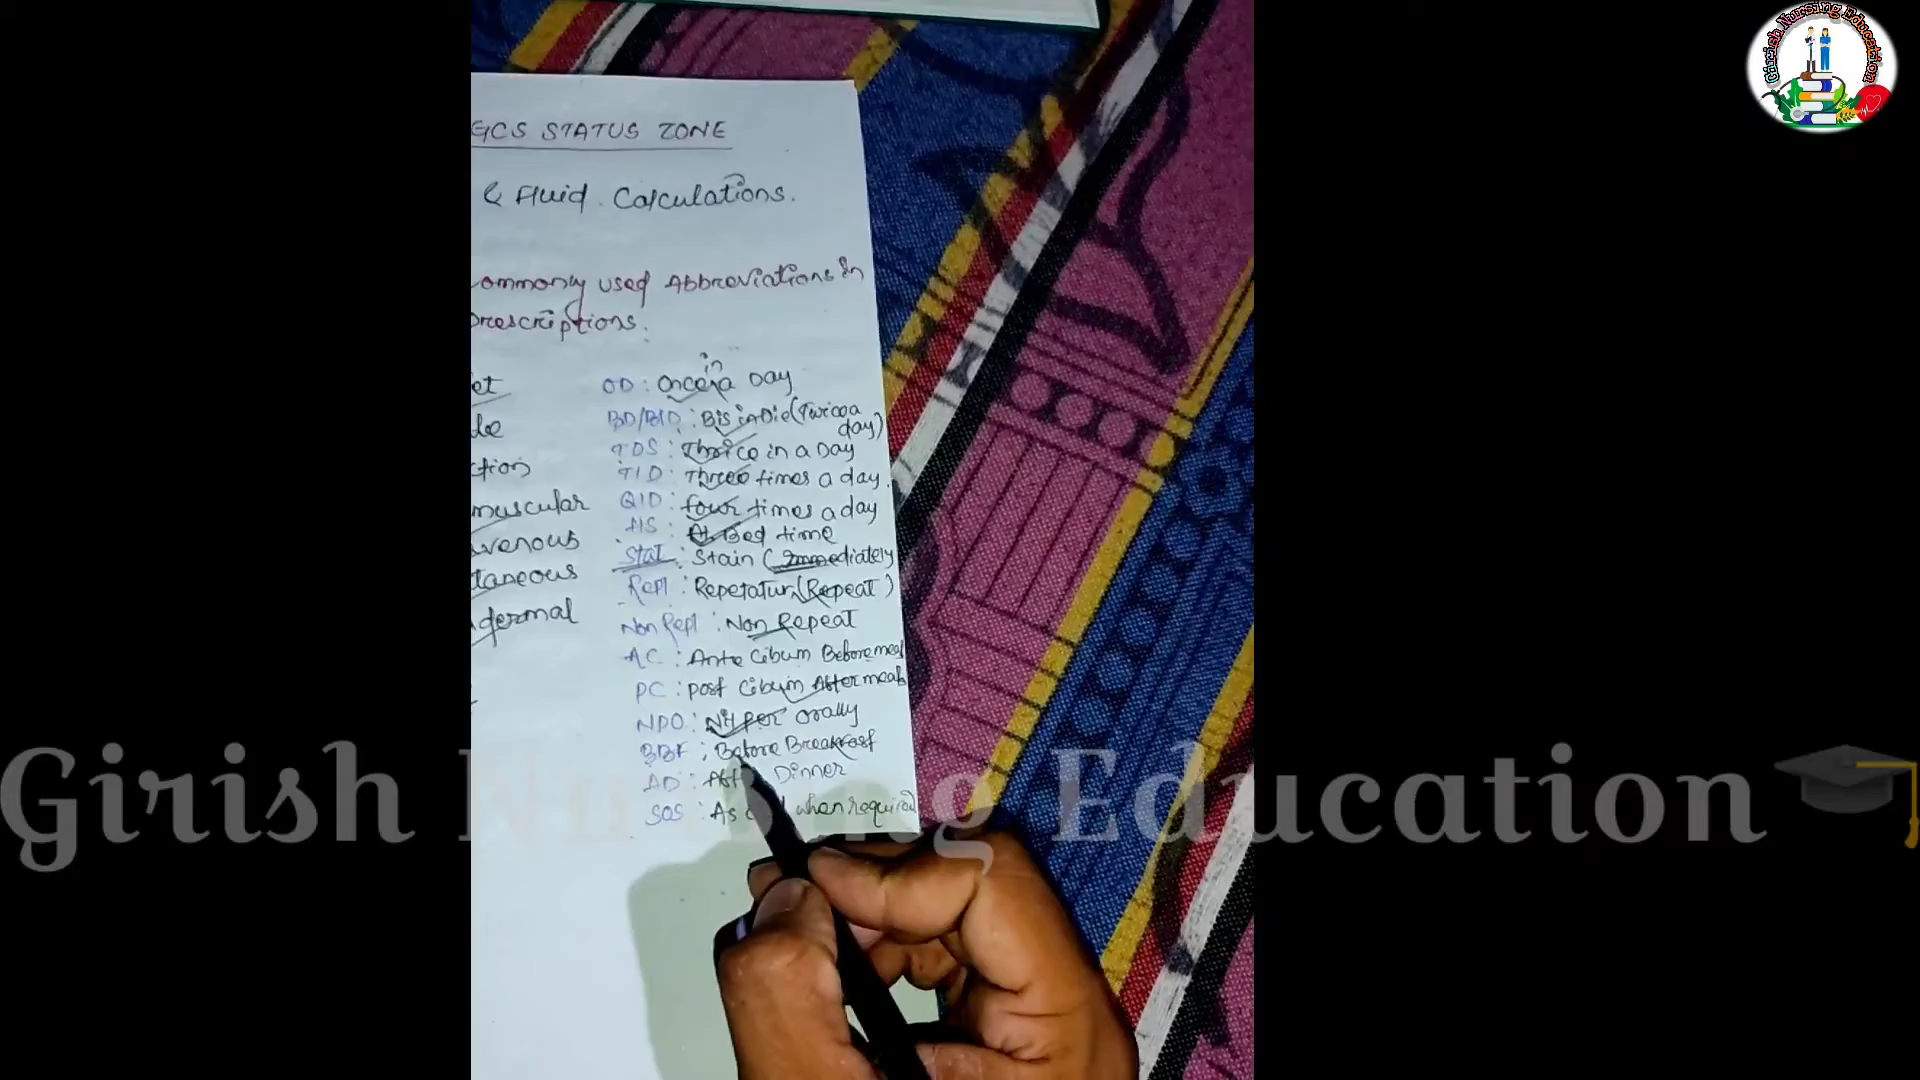 GCS STATUS ZONE
& Fluid. Calculations.
ommonly used Abbreviations in
prescriptions.
et
muscular
venous
taneous
dermal
ction
in
OD: Once a Day
BD/BID: Bis in Die (Twice a
day)
TDS: Thrice in a Day
TID: Three times a day.
QID: four times a day
HS: At Bed time
Stat: Stain (Immediately
Rept: Repetatur (Repeat)
Non Rept: Non Repeat
AC: Ante Cibum Before meal
PC: post Cibum After meals
NPO: Nil per orally
BBF: Before Breakfast
AD: Dinner
SOS: As when required
Girish Nursing Education
Girish Nursing Education